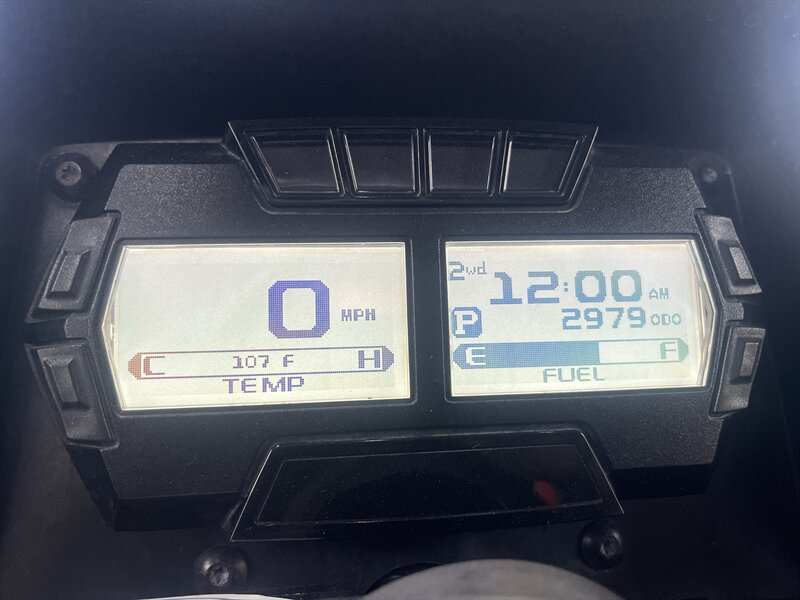 0 MPH
C 107 F H
TEMP
2wd
12:00 AM
P 2979 ODO
E F
FUEL